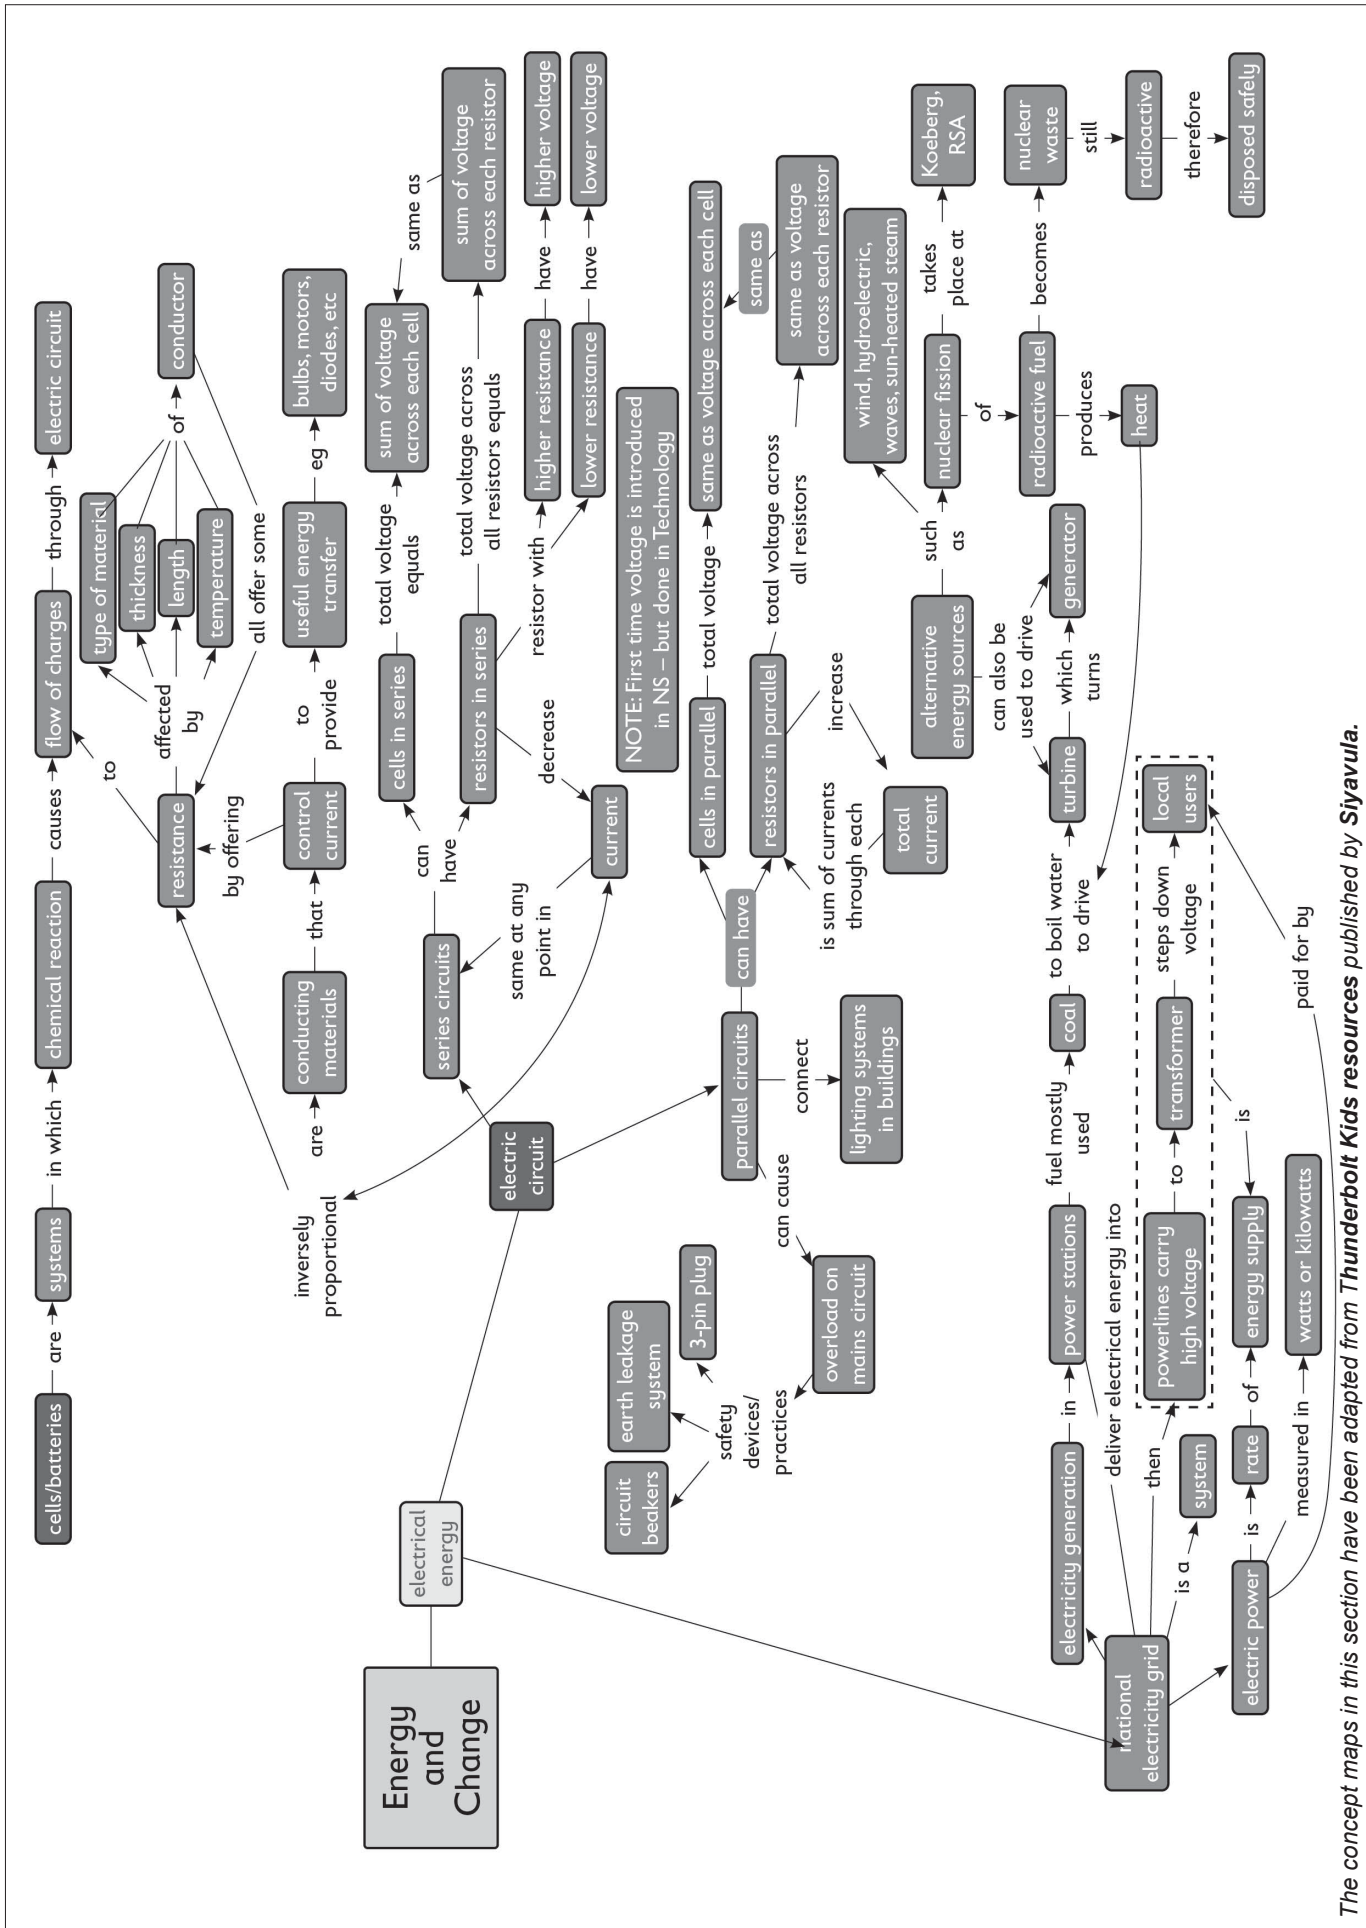 cells/batteries
are
systems
in which
chemical reaction
causes
flow of charges
through
electric circuit
to
resistance
affected
by
type of material
thickness
length
temperature
of
conductor
all offer some
by offering
inversely
proportional
are
conducting
materials
that
control
current
to
provide
useful energy
transfer
eg
bulbs, motors,
diodes, etc
Energy
and
Change
electrical
energy
electric
circuit
series circuits
can
have
cells in series
total voltage
equals
sum of voltage
across each cell
same as
resistors in series
total voltage across
all resistors equals
sum of voltage
across each resistor
same at any
point in
decrease
current
resistor with
higher resistance
have
higher voltage
lower resistance
have
lower voltage
NOTE: First time voltage is introduced
in NS – but done in Technology
parallel circuits
can have
cells in parallel
total voltage
same as voltage across each cell
same as
resistors in parallel
total voltage across
all resistors
same as voltage
across each resistor
is sum of currents
through each
increase
total
current
connect
lighting systems
in buildings
can cause
overload on
mains circuit
safety
devices/
practices
circuit
beakers
earth leakage
system
3-pin plug
alternative
energy sources
such
as
wind, hydroelectric,
waves, sun-heated steam
nuclear fission
takes
place at
Koeberg,
RSA
of
radioactive fuel
becomes
nuclear
waste
still
radioactive
therefore
disposed safely
produces
heat
can also be
used to drive
national
electricity grid
electricity generation
in
power stations
fuel mostly
used
coal
to boil water
to drive
turbine
which
turns
generator
deliver electrical energy into
then
powerlines carry
high voltage
to
transformer
steps down
voltage
local
users
is a
system
is
electric power
is
rate
of
energy supply
measured in
watts or kilowatts
paid for by
The concept maps in this section have been adapted from Thunderbolt Kids resources published by Siyavula.